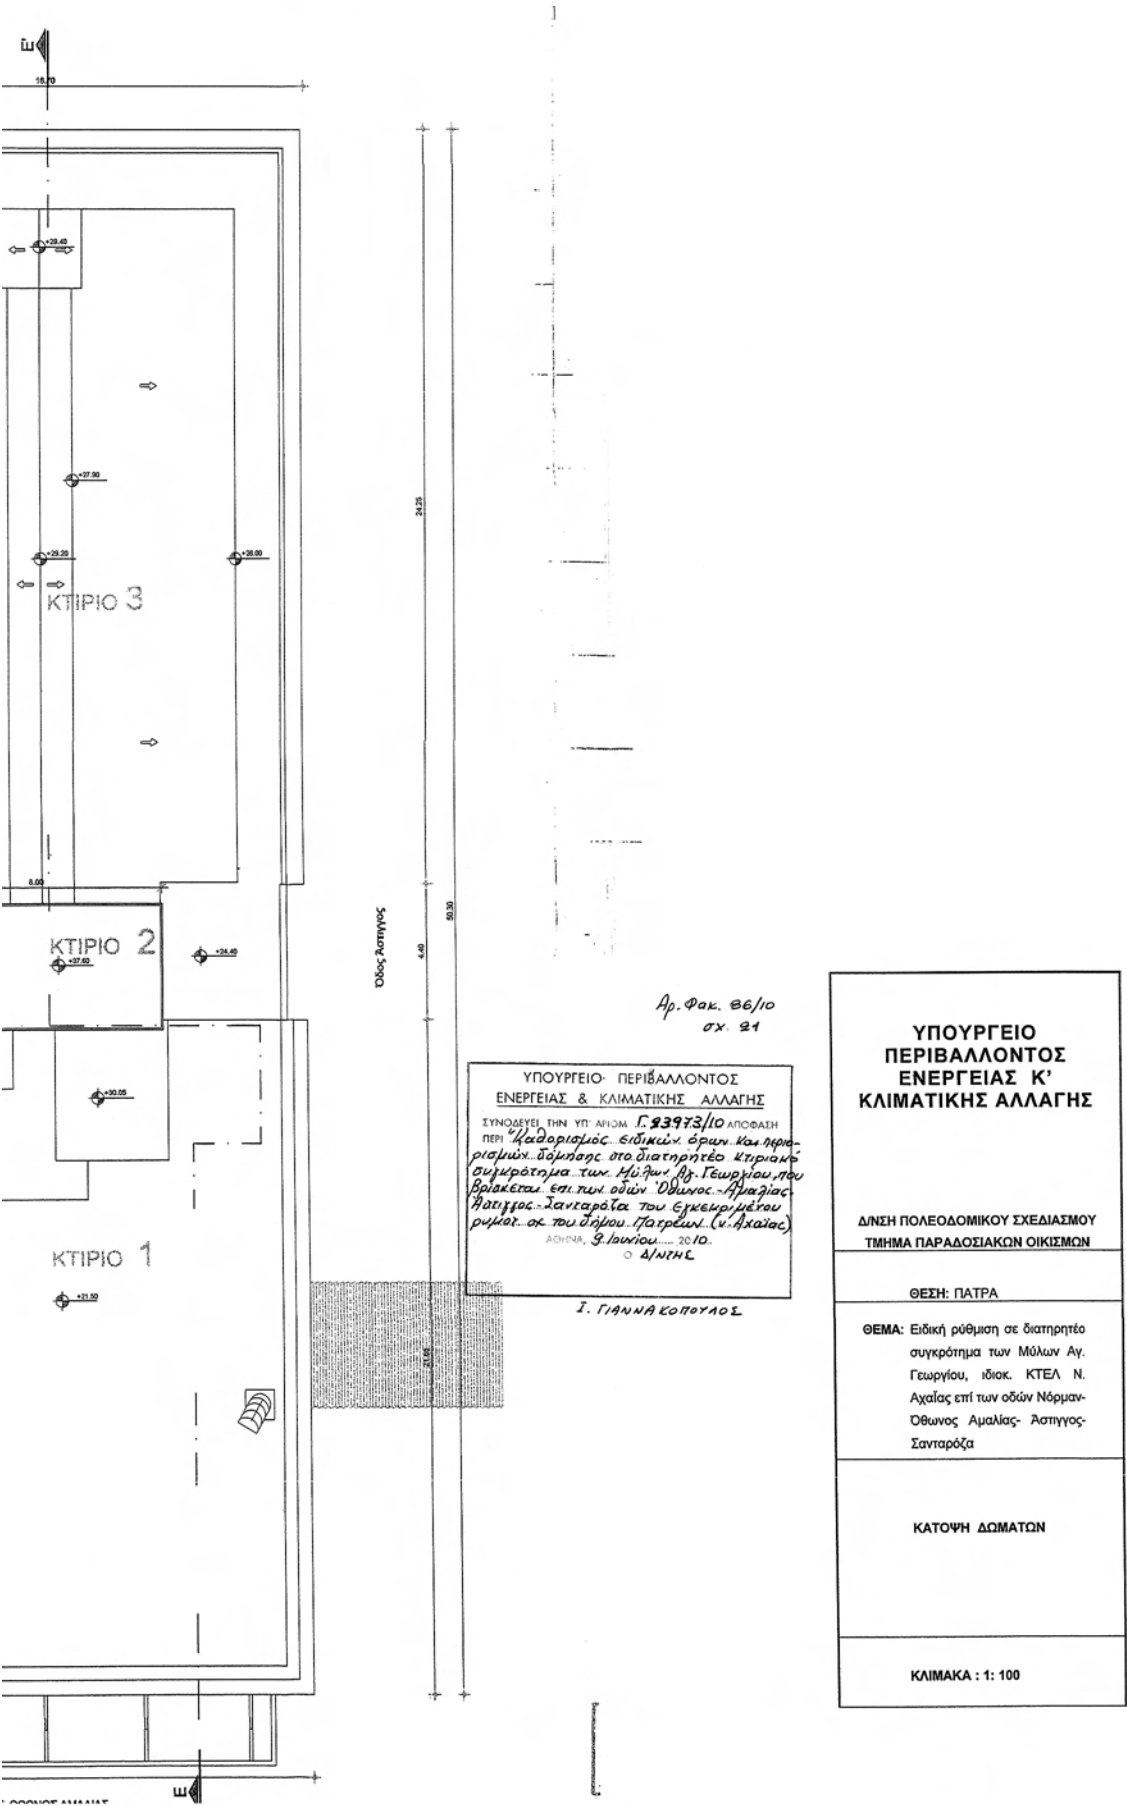 E'
16.70
+29.40
+27.90
24.25
+29.20
+26.00
ΚΤΙΡΙΟ 3
8.00
ΚΤΙΡΙΟ 2
+37.60
+24.40
Όδος Άστιγγος
4.40
50.30
Αρ. Φακ. 86/10
σχ. 21
+30.05
ΥΠΟΥΡΓΕΙΟ ΠΕΡΙΒΑΛΛΟΝΤΟΣ
ΕΝΕΡΓΕΙΑΣ & ΚΛΙΜΑΤΙΚΗΣ ΑΛΛΑΓΗΣ
ΣΥΝΟΔΕΥΕΙ ΤΗΝ ΥΠ' ΑΡΙΘΜ Γ.23973/10 ΑΠΟΦΑΣΗ
ΠΕΡΙ "Καθορισμός ειδικών όρων και περιο-
ρισμών δόμησης στο διατηρητέο κτιριακό
συγκρότημα των Μύλων Αγ. Γεωργίου, που
βρίσκεται επι των οδών Όθωνος-Αμαλίας-
Άστιγγος-Σανταρόζα του εγκεκριμένου
ρυμοτ. σχ του δήμου Πατρέων (ν. Αχαΐας)
ΑΘΗΝΑ, 9 Ιουνίου 2010
Ο Δ/ΝΤΗΣ
Ι. ΓΙΑΝΝΑΚΟΠΟΥΛΟΣ
ΚΤΙΡΙΟ 1
+21.50
21.65
E
ΥΠΟΥΡΓΕΙΟ
ΠΕΡΙΒΑΛΛΟΝΤΟΣ
ΕΝΕΡΓΕΙΑΣ Κ'
ΚΛΙΜΑΤΙΚΗΣ ΑΛΛΑΓΗΣ
Δ/ΝΣΗ ΠΟΛΕΟΔΟΜΙΚΟΥ ΣΧΕΔΙΑΣΜΟΥ
ΤΜΗΜΑ ΠΑΡΑΔΟΣΙΑΚΩΝ ΟΙΚΙΣΜΩΝ
ΘΕΣΗ: ΠΑΤΡΑ
ΘΕΜΑ: Ειδική ρύθμιση σε διατηρητέο
συγκρότημα των Μύλων Αγ.
Γεωργίου, ιδιοκ. ΚΤΕΛ Ν.
Αχαΐας επί των οδών Νόρμαν-
Όθωνος Αμαλίας- Άστιγγος-
Σανταρόζα
ΚΑΤΟΨΗ ΔΩΜΑΤΩΝ
ΚΛΙΜΑΚΑ : 1: 100